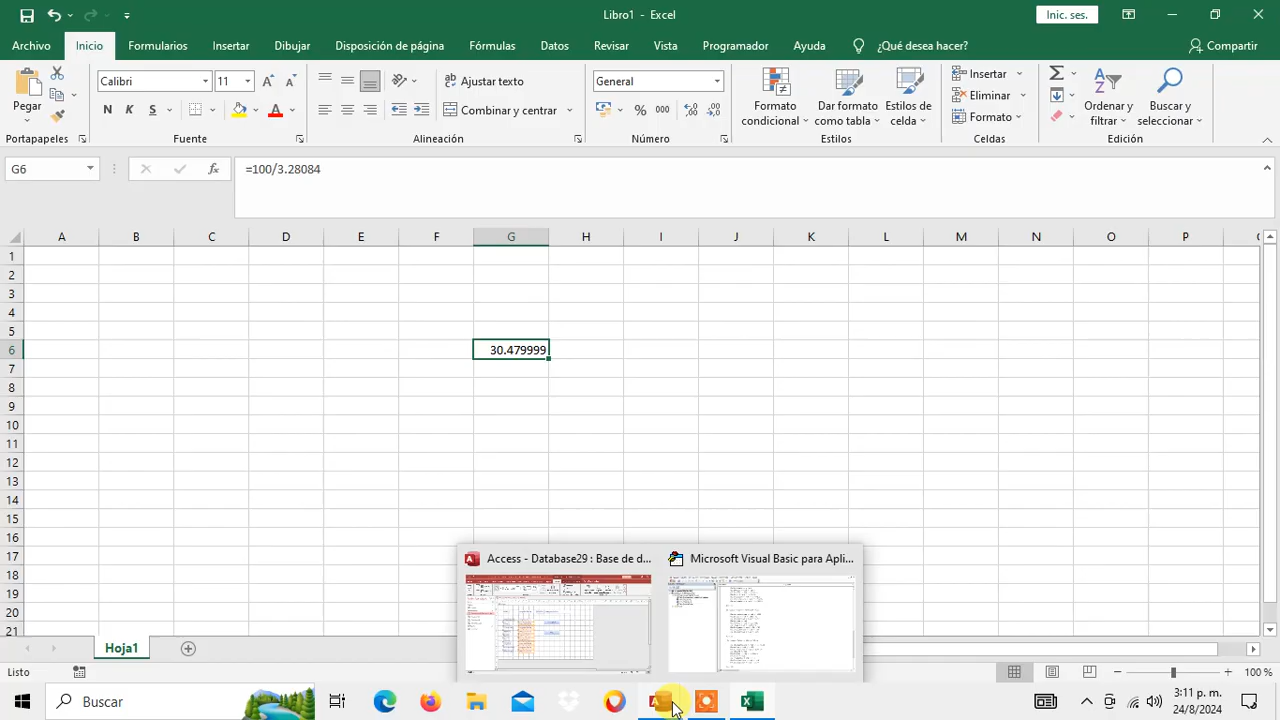 Libro1 - Excel
Inic. ses.
Archivo Inicio Formularios Insertar Dibujar Disposición de página Fórmulas Datos Revisar Vista Programador Ayuda ¿Qué desea hacer? Compartir
Pegar
Calibri 11
N K S
Ajustar texto
Combinar y centrar
General
% 000
Formato condicional
Dar formato como tabla
Estilos de celda
Insertar
Eliminar
Formato
Ordenar y filtrar
Buscar y seleccionar
Portapapeles Fuente Alineación Número Estilos Celdas Edición
G6 fx =100/3.28084
A B C D E F G H I J K L M N O P
1
2
3
4
5
6 30.479999
7
8
9
10
11
12
13
14
15
16
17
18
19
20
21
Access - Database29 : Base de d...
Microsoft Visual Basic para Apli...
Hoja1
Listo
100 %
Buscar
3:11 p. m.
24/8/2024